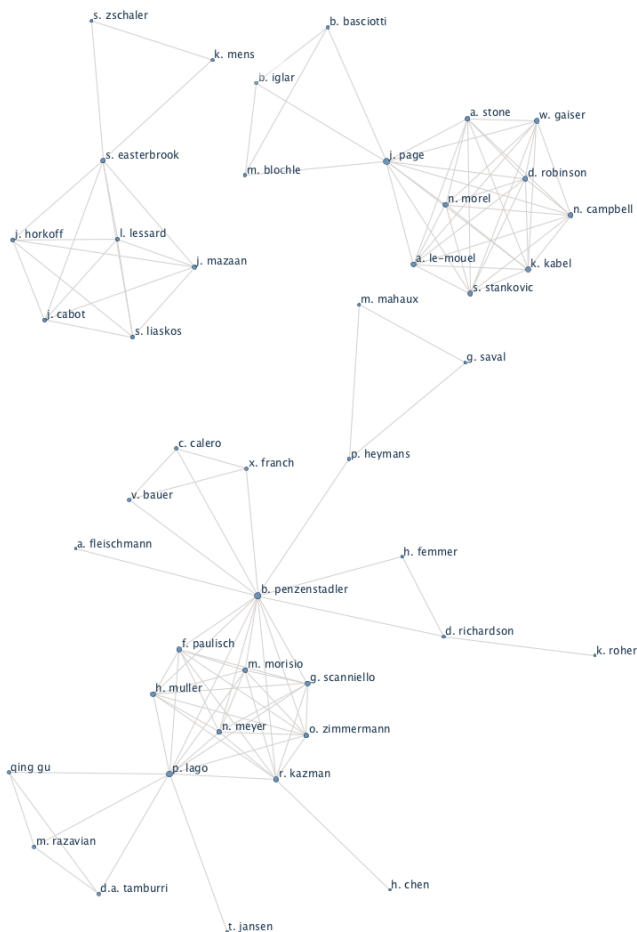 s. zschaler
b. basciotti
k. mens
b. iglar
a. stone
w. gaiser
s. easterbrook
j. page
m. blochle
d. robinson
n. morel
n. campbell
j. horkoff
l. lessard
j. mazaan
a. le-mouel
k. kabel
s. stankovic
m. mahaux
j. cabot
s. liaskos
g. saval
c. calero
x. franch
p. heymans
v. bauer
a. fleischmann
h. femmer
b. penzenstadler
d. richardson
k. roher
f. paulisch
m. morisio
g. scanniello
h. muller
n. meyer
o. zimmermann
qing gu
p. lago
r. kazman
m. razavian
d.a. tamburri
h. chen
t. jansen